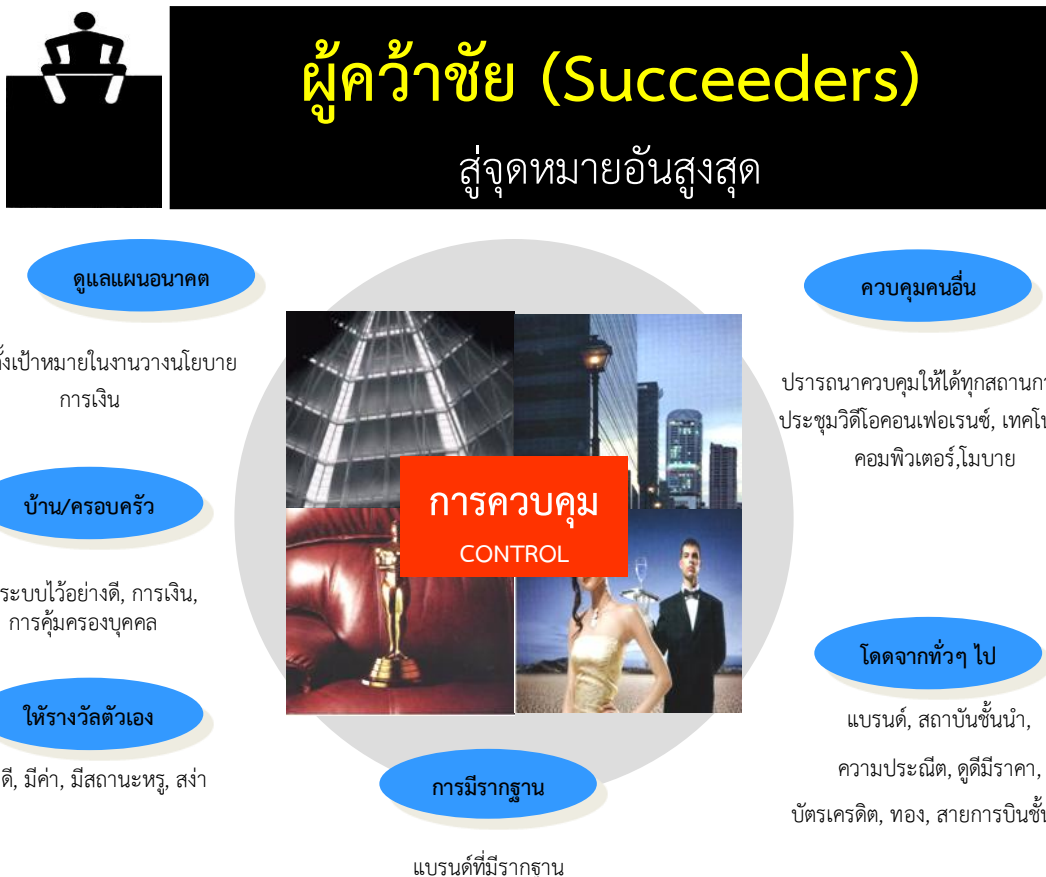 ผู้คว้าชัย (Succeeders)
สู่จุดหมายอันสูงสุด
ดูแลแผนอนาคต
เป้าหมายในงานวางนโยบาย
การเงิน
บ้าน/ครอบครัว
ระบบไว้อย่างดี, การเงิน,
การคุ้มครองบุคคล
ให้รางวัลตัวเอง
ดี, มีค่า, มีสถานะหรู, สง่า
การควบคุม
CONTROL
การมีรากฐาน
แบรนด์ที่มีรากฐาน
ควบคุมคนอื่น
ปรารถนาควบคุมให้ได้
ประชุมวิดีโอคอนเฟอเรนซ์,
คอมพิวเตอร์,โมบาย
โดดจากทั่วๆ ไป
แบรนด์, สถาบันชั้นนำ,
ความประณีต, ดูดีมีราคา,
บัตรเครดิต, ทอง, สายการบิน